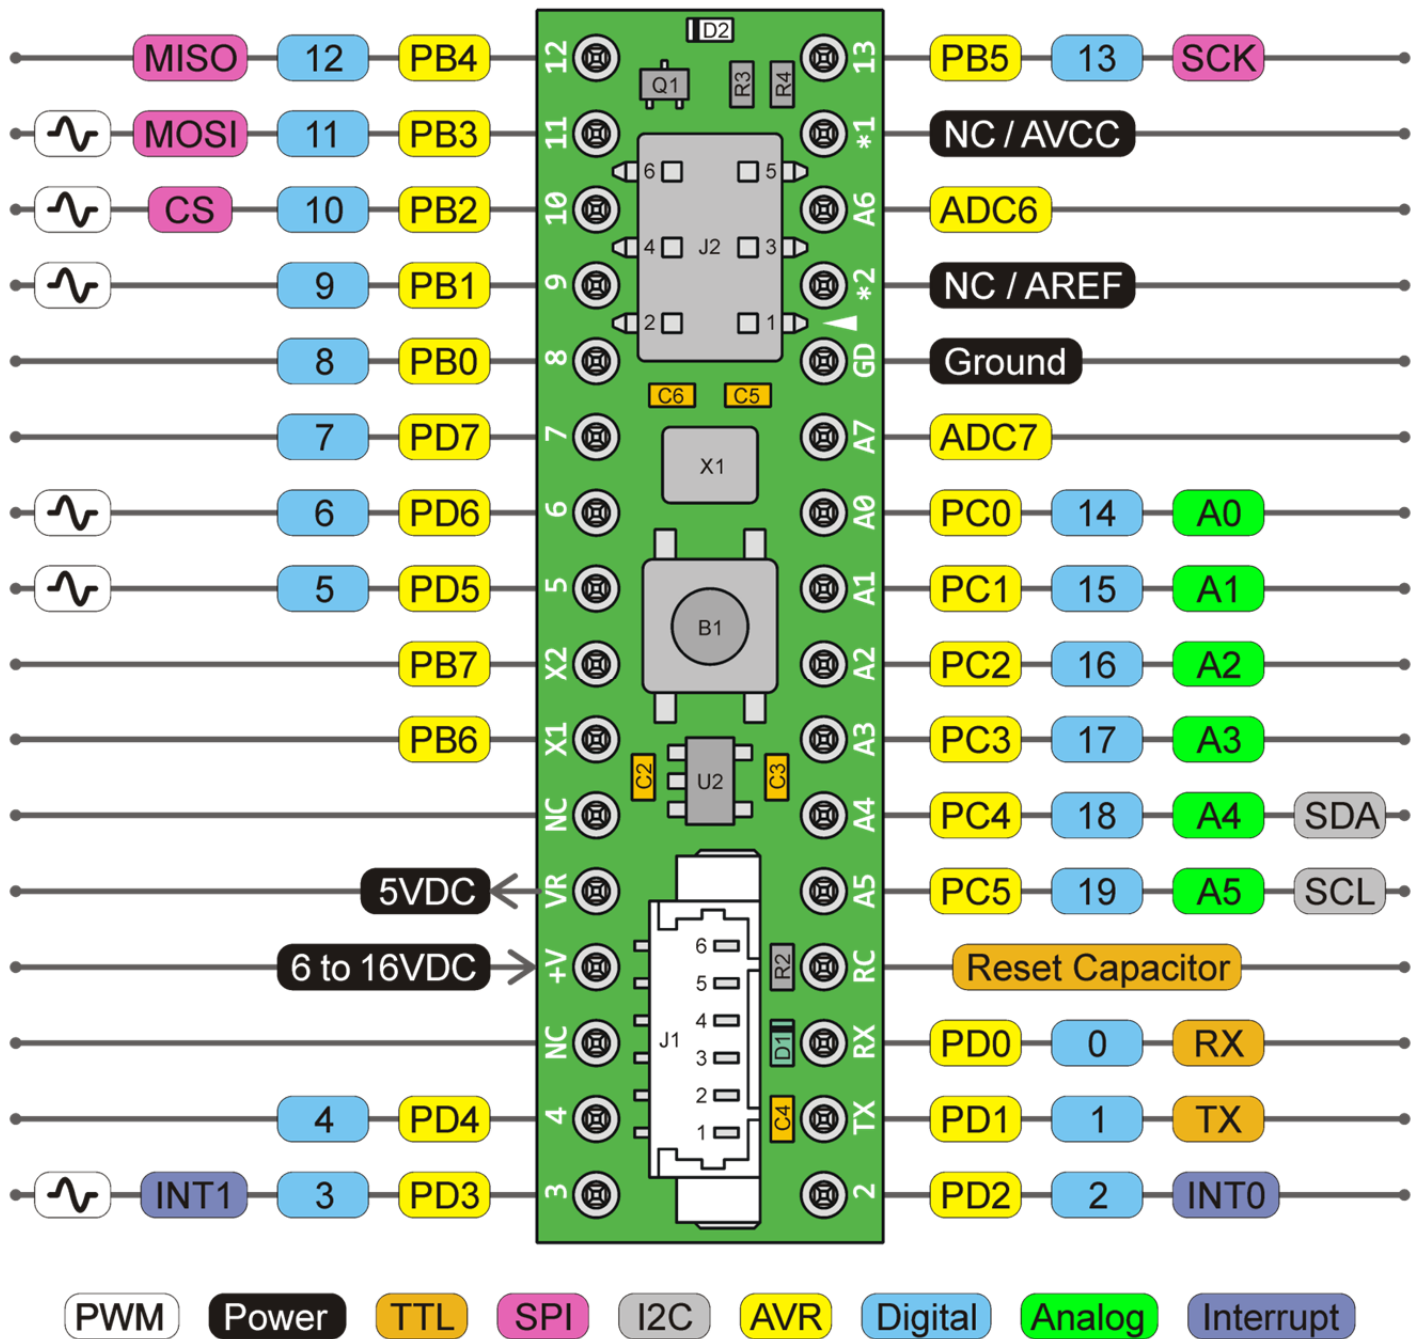 D2
MISO 12 PB4 12 13 PB5 13 SCK
Q1 R3 R4
MOSI 11 PB3 11 *1 NC / AVCC
6 5
CS 10 PB2 10 A6 ADC6
4 J2 3
9 PB1 9 *2 NC / AREF
2 1
8 PB0 8 GD Ground
C6 C5
7 PD7 7 A7 ADC7
X1
6 PD6 6 A0 PC0 14 A0
5 PD5 5 A1 PC1 15 A1
B1
PB7 X2 A2 PC2 16 A2
PB6 X1 A3 PC3 17 A3
C2 U2 C3
NC A4 PC4 18 A4 SDA
5VDC VR A5 PC5 19 A5 SCL
6
6 to 16VDC +V R2 RC Reset Capacitor
5
4
NC J1 D1 RX PD0 0 RX
3
2
4 PD4 4 C4 TX PD1 1 TX
1
INT1 3 PD3 3 2 PD2 2 INT0
PWM Power TTL SPI I2C AVR Digital Analog Interrupt